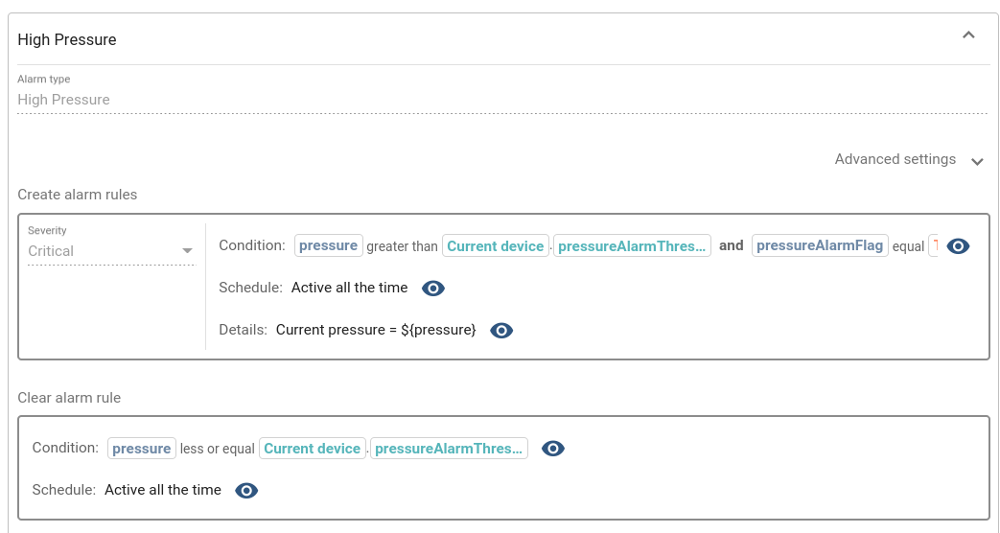 High Pressure
Alarm type
High Pressure
Advanced settings
Create alarm rules
Severity
Critical
Condition: pressure greater than Current device . pressureAlarmThres... and pressureAlarmFlag equal
Schedule: Active all the time
Details: Current pressure = ${pressure}
Clear alarm rule
Condition: pressure less or equal Current device . pressureAlarmThres...
Schedule: Active all the time